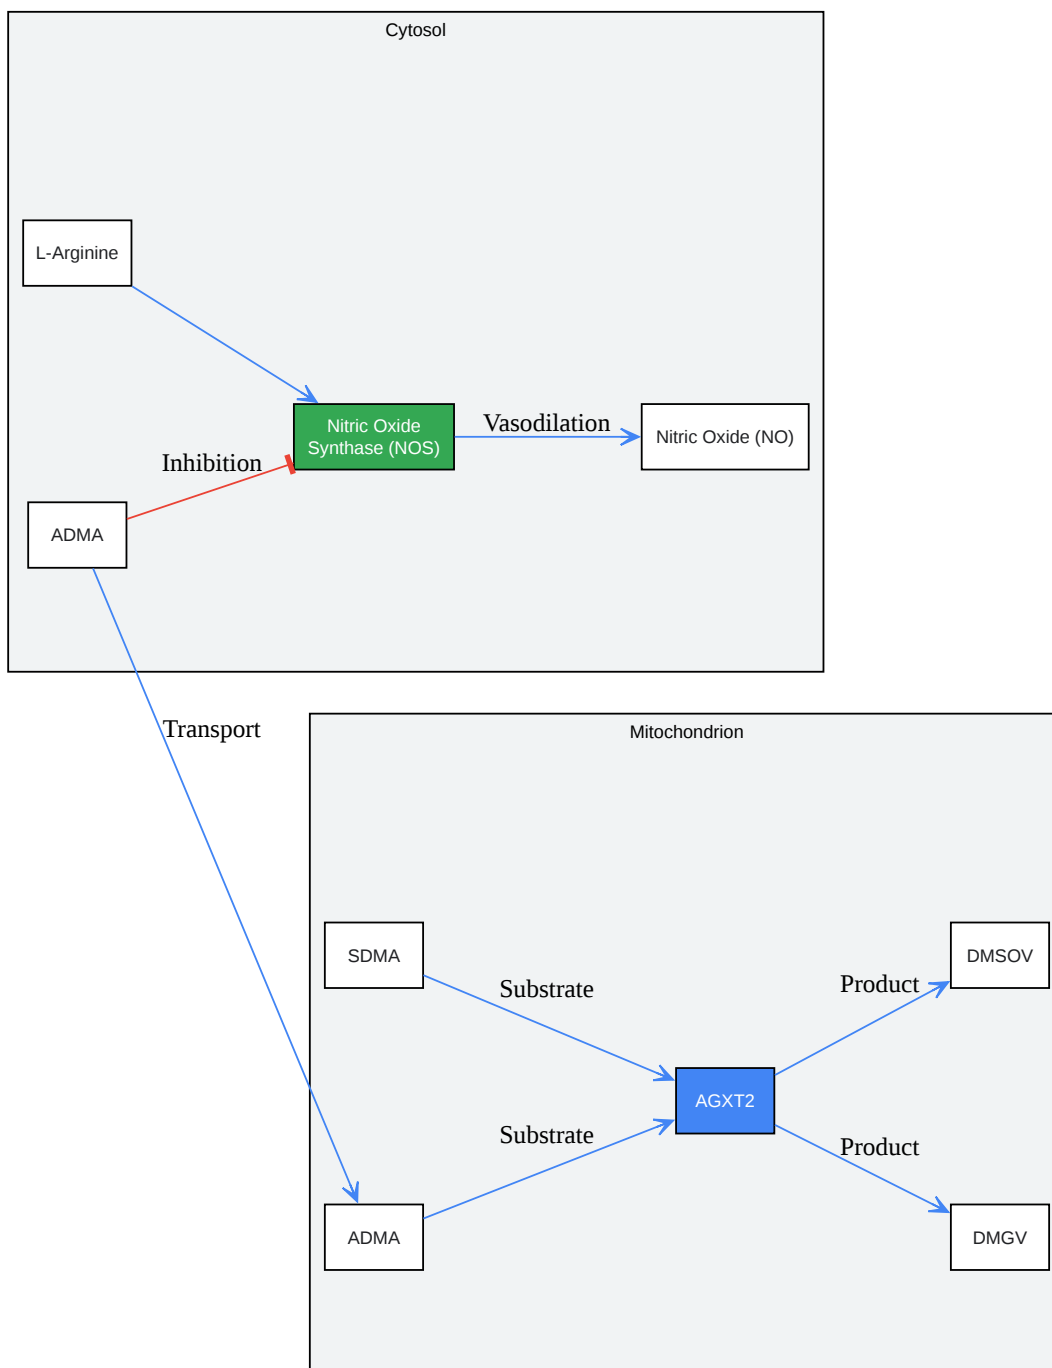 Cytosol
L-Arginine
Nitric Oxide
Synthase (NOS)
Vasodilation
Nitric Oxide (NO)
Inhibition
ADMA
Transport
Mitochondrion
SDMA
Substrate
Product
DMSOV
AGXT2
Substrate
Product
ADMA
DMGV